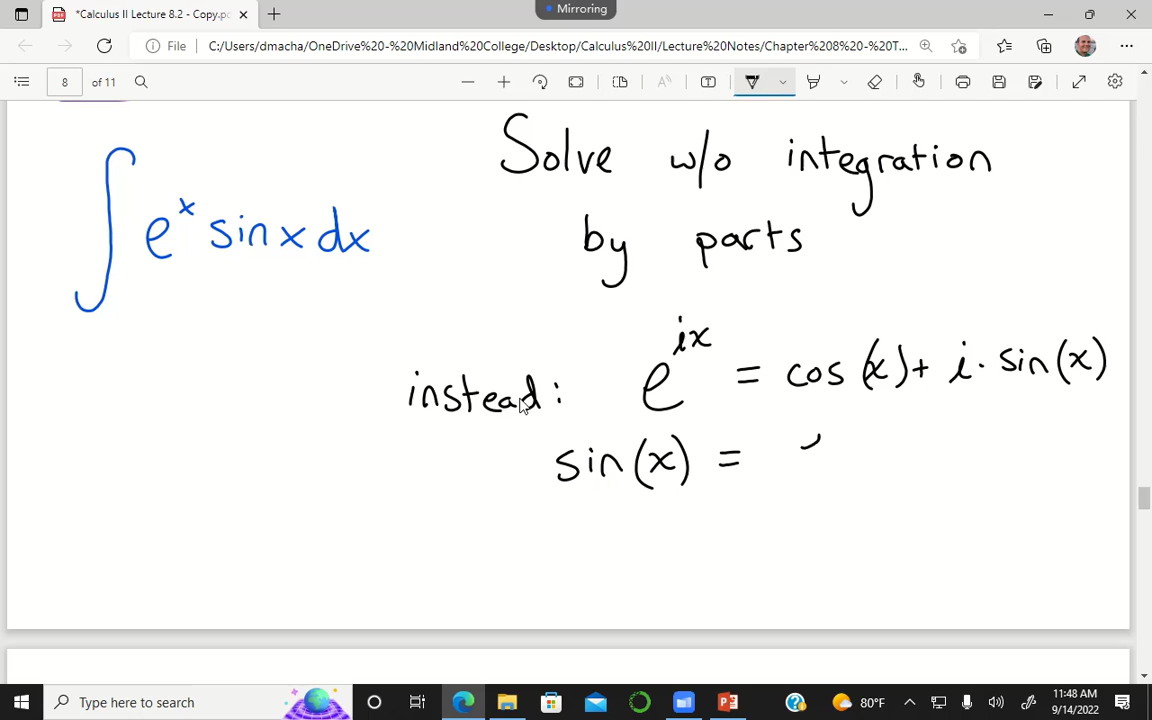 Mirroring
*Calculus II Lecture 8.2 - Copy.pdf
File C:/Users/dmacha/OneDrive%20-%20Midland%20College/Desktop/Calculus%20II/Lecture%20Notes/Chapter%208%20-%20T...
8 of 11
Solve w/o integration
∫ e^x sin x dx
by parts
instead: e^{ix} = cos(x) + i · sin(x)
sin(x) =
Type here to search
80°F
11:48 AM
9/14/2022